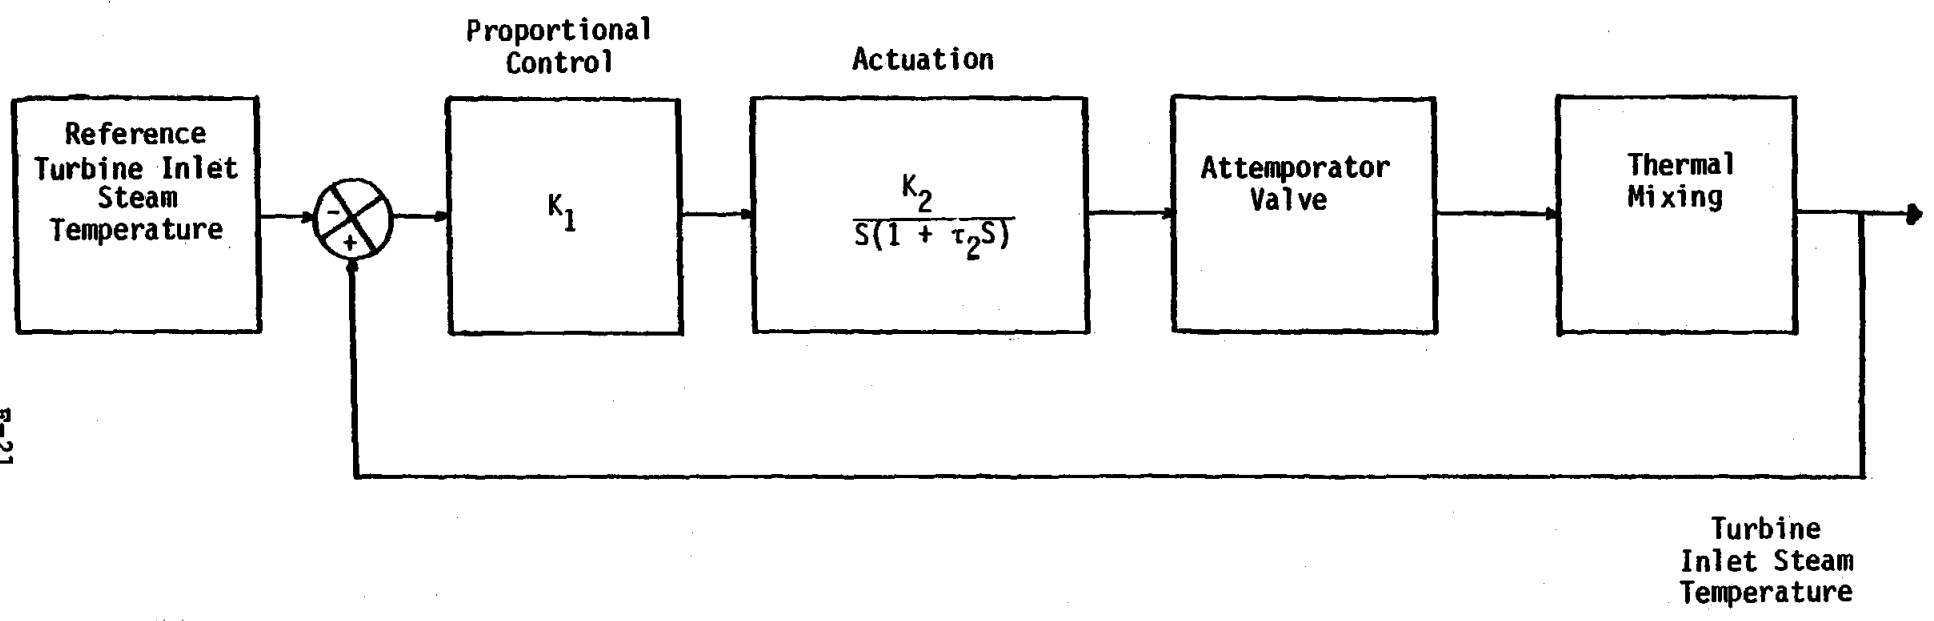 Proportional
Control
Actuation
Reference
Turbine Inlet
Steam
Temperature
-
+
K1
K2
S(1 + τ2S)
Attemporator
Valve
Thermal
Mixing
Turbine
Inlet Steam
Temperature